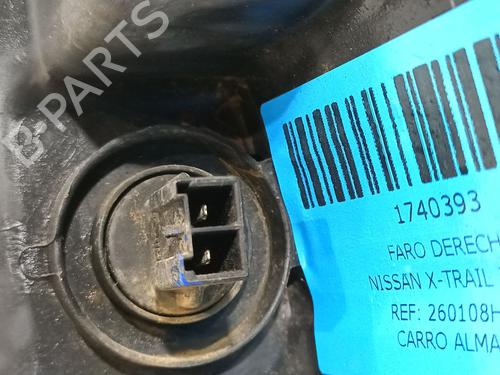 B-PARTS
1740393
FARO DERECH
NISSAN X-TRAIL
REF: 260108H
CARRO ALMA